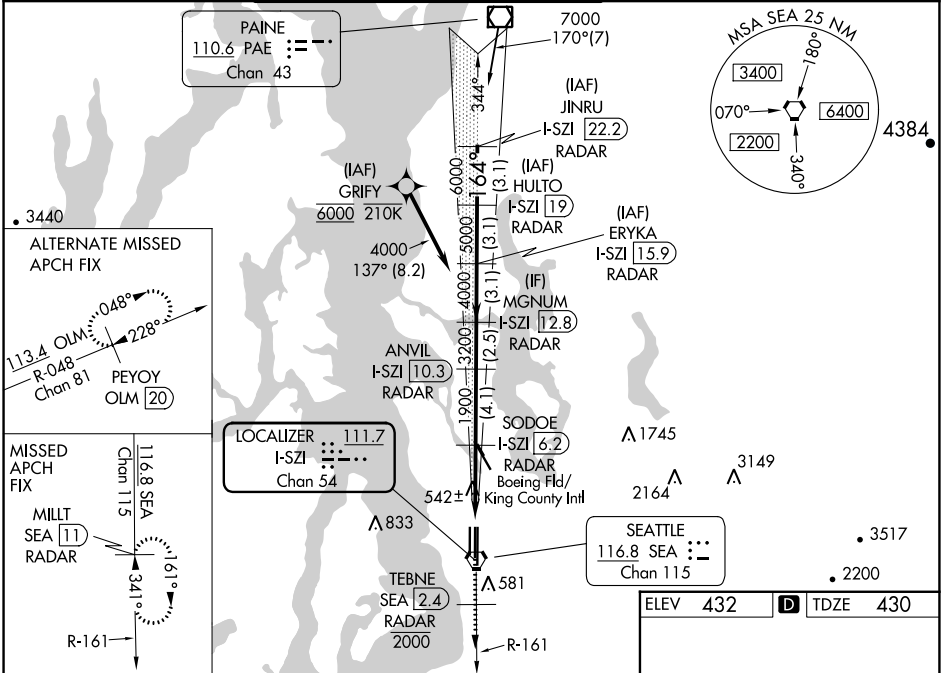 PAINE
110.6 PAE
Chan 43
7000
170°(7)
344°
MSA SEA 25 NM
180°
3400
070°
6400
2200
340°
4384
(IAF)
JINRU
I-SZI 22.2
RADAR
6000
164°
(3.1)
(IAF)
HULTO
I-SZI 19
RADAR
(IAF)
GRIFY
6000 210K
4000
137° (8.2)
5000
(3.1)
(IAF)
ERYKA
I-SZI 15.9
RADAR
4000
(3.1)
(IF)
MGNUM
I-SZI 12.8
RADAR
3200
(2.5)
ANVIL
I-SZI 10.3
RADAR
1900
(4.1)
SODOE
I-SZI 6.2
RADAR
Boeing Fld/
King County Intl
3440
ALTERNATE MISSED
APCH FIX
048°
228°
113.4 OLM
R-048
Chan 81
PEYOY
OLM 20
LOCALIZER 111.7
I-SZI
Chan 54
542±
833
1745
3149
2164
3517
2200
MISSED
APCH
FIX
116.8 SEA
Chan 115
MILLT
SEA 11
RADAR
161°
341°
R-161
SEATTLE
116.8 SEA
Chan 115
581
TEBNE
SEA 2.4
RADAR
2000
R-161
ELEV 432 D TDZE 430